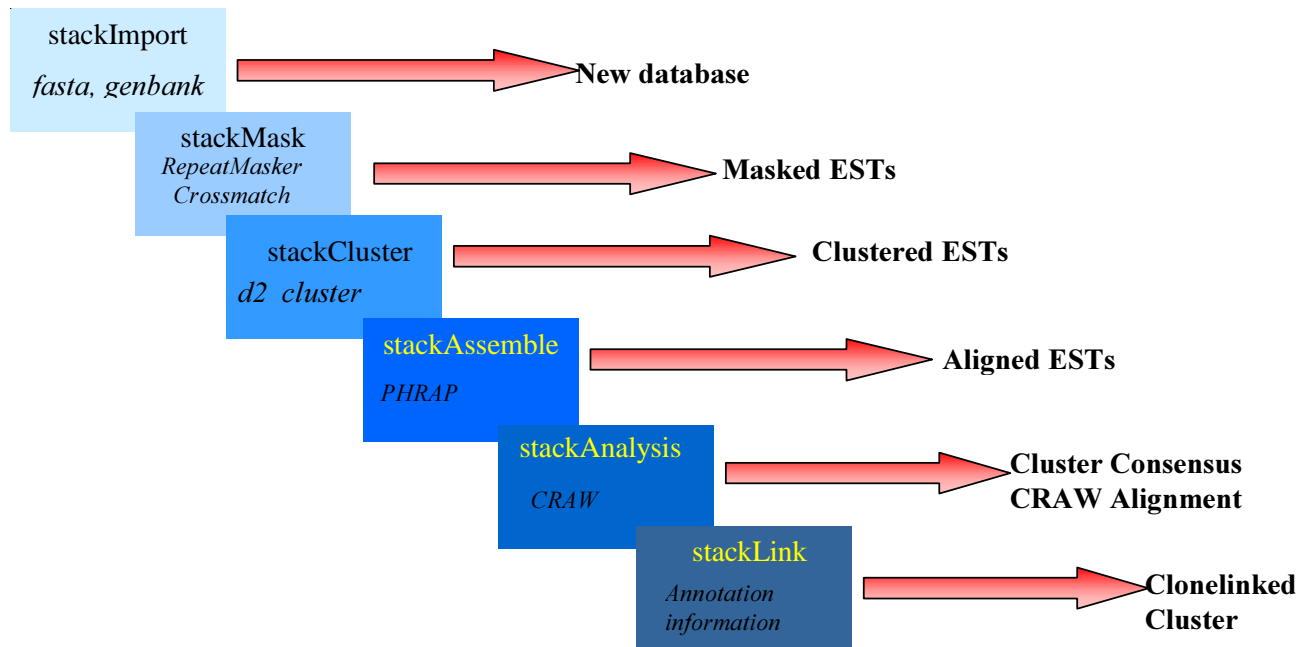 stackImport
fasta, genbank
New database
stackMask
RepeatMasker
Crossmatch
Masked ESTs
stackCluster
d2 cluster
Clustered ESTs
stackAssemble
PHRAP
Aligned ESTs
stackAnalysis
CRAW
Cluster Consensus
CRAW Alignment
stackLink
Annotation
information
Clonelinked
Cluster